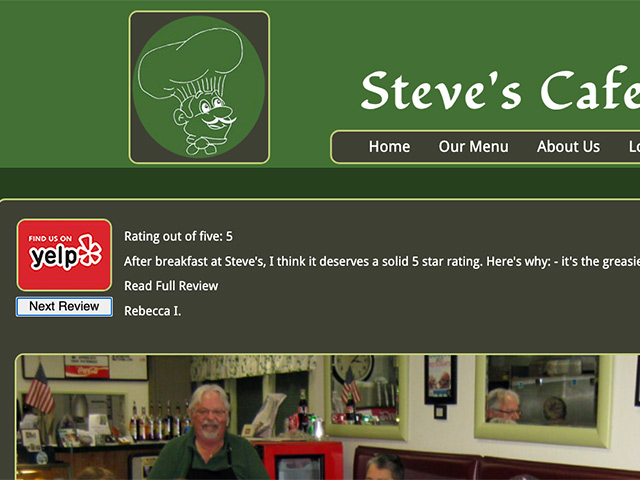 Steve's Cafe
Home Our Menu About Us Lo
FIND US ON
yelp
Next Review
Rating out of five: 5
After breakfast at Steve's, I think it deserves a solid 5 star rating. Here's why: - it's the greasie
Read Full Review
Rebecca I.
Coca-Cola